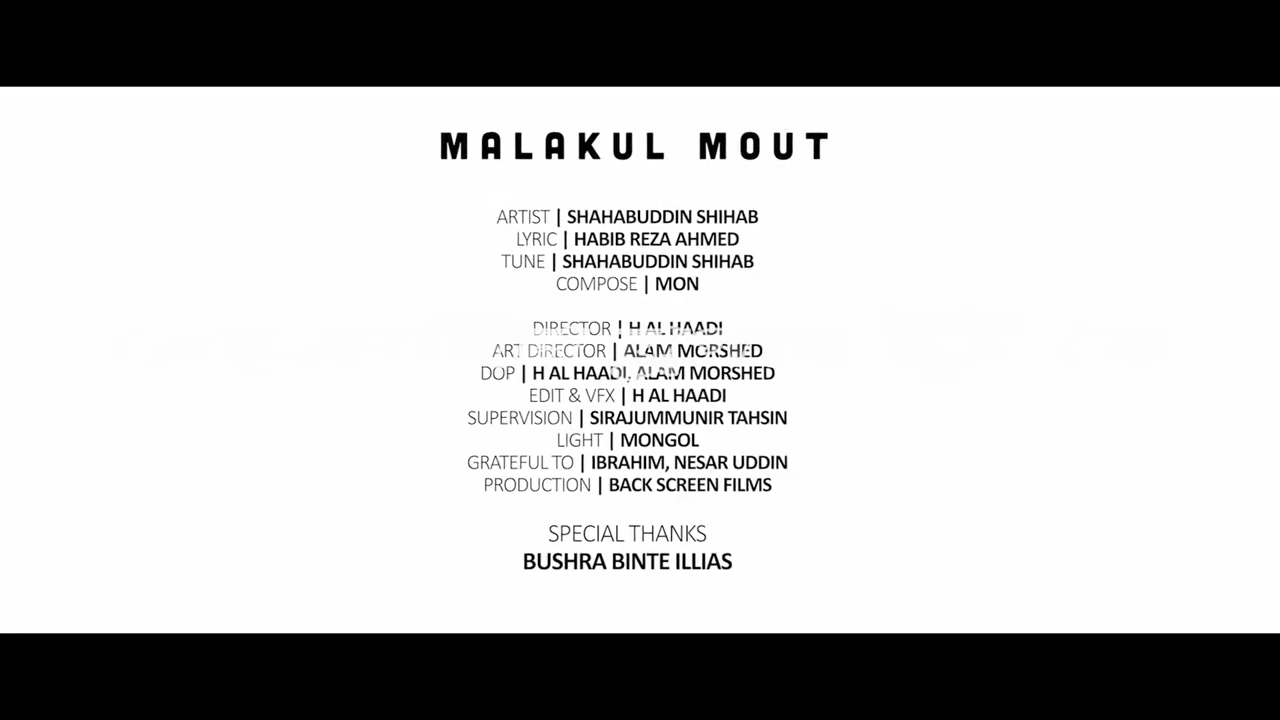 MALAKUL MOUT
ARTIST | SHAHABUDDIN SHIHAB
LYRIC | HABIB REZA AHMED
TUNE | SHAHABUDDIN SHIHAB
COMPOSE | MON
DIRECTOR | H AL HAADI
ART DIRECTOR | ALAM MORSHED
DOP | H AL HAADI, ALAM MORSHED
EDIT & VFX | H AL HAADI
SUPERVISION | SIRAJUMMUNIR TAHSIN
LIGHT | MONGOL
GRATEFUL TO | IBRAHIM, NESAR UDDIN
PRODUCTION | BACK SCREEN FILMS
SPECIAL THANKS
BUSHRA BINTE ILLIAS